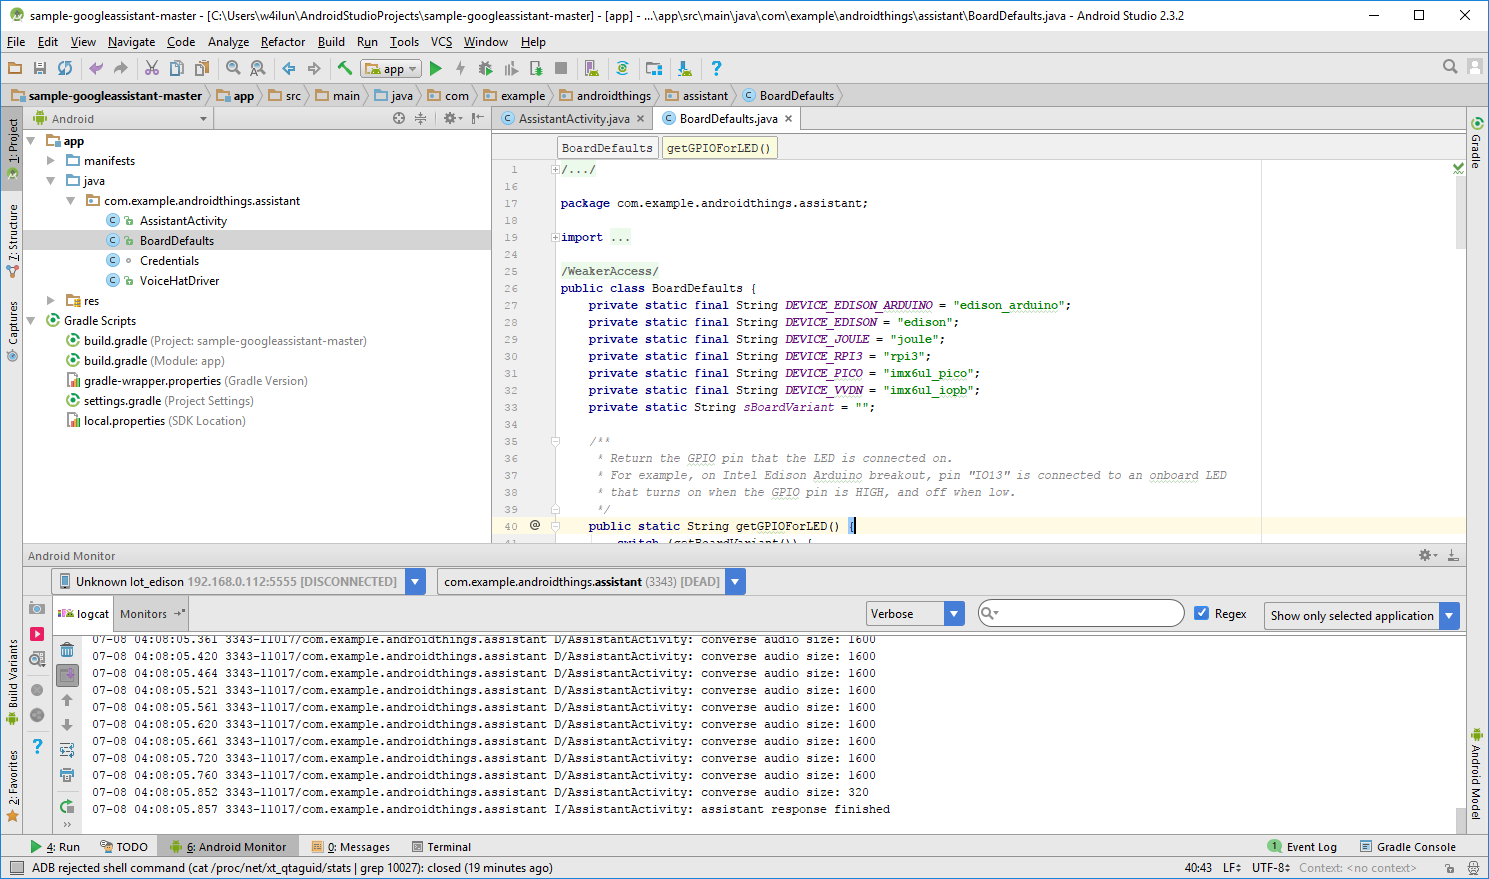 sample-googleassistant-master - [C:\Users\w4ilun\AndroidStudioProjects\sample-googleassistant-master] - [app] - ...\app\src\main\java\com\example\androidthings\assistant\BoardDefaults.java - Android Studio 2.3.2
File Edit View Navigate Code Analyze Refactor Build Run Tools VCS Window Help
app
sample-googleassistant-master app src main java com example androidthings assistant BoardDefaults
1: Project
7: Structure
Captures
Build Variants
2: Favorites
Android
app
manifests
java
com.example.androidthings.assistant
AssistantActivity
BoardDefaults
Credentials
VoiceHatDriver
res
Gradle Scripts
build.gradle (Project: sample-googleassistant-master)
build.gradle (Module: app)
gradle-wrapper.properties (Gradle Version)
settings.gradle (Project Settings)
local.properties (SDK Location)
AssistantActivity.java BoardDefaults.java
BoardDefaults getGPIOForLED()
1 /.../
16
17 package com.example.androidthings.assistant;
18
19 import ...
24
25 /WeakerAccess/
26 public class BoardDefaults {
27 private static final String DEVICE_EDISON_ARDUINO = "edison_arduino";
28 private static final String DEVICE_EDISON = "edison";
29 private static final String DEVICE_JOULE = "joule";
30 private static final String DEVICE_RPI3 = "rpi3";
31 private static final String DEVICE_PICO = "imx6ul_pico";
32 private static final String DEVICE_VVDN = "imx6ul_iopb";
33 private static String sBoardVariant = "";
34
35 /**
36 * Return the GPIO pin that the LED is connected on.
37 * For example, on Intel Edison Arduino breakout, pin "IO13" is connected to an onboard LED
38 * that turns on when the GPIO pin is HIGH, and off when low.
39 */
40 @ public static String getGPIOForLED() {
41 switch (getBoardVariant()) {
Gradle
Android Model
Android Monitor
Unknown Iot_edison 192.168.0.112:5555 [DISCONNECTED] com.example.androidthings.assistant (3343) [DEAD]
logcat Monitors Verbose Regex Show only selected application
07-08 04:08:05.361 3343-11017/com.example.androidthings.assistant D/AssistantActivity: converse audio size: 1600
07-08 04:08:05.420 3343-11017/com.example.androidthings.assistant D/AssistantActivity: converse audio size: 1600
07-08 04:08:05.464 3343-11017/com.example.androidthings.assistant D/AssistantActivity: converse audio size: 1600
07-08 04:08:05.521 3343-11017/com.example.androidthings.assistant D/AssistantActivity: converse audio size: 1600
07-08 04:08:05.561 3343-11017/com.example.androidthings.assistant D/AssistantActivity: converse audio size: 1600
07-08 04:08:05.620 3343-11017/com.example.androidthings.assistant D/AssistantActivity: converse audio size: 1600
07-08 04:08:05.661 3343-11017/com.example.androidthings.assistant D/AssistantActivity: converse audio size: 1600
07-08 04:08:05.720 3343-11017/com.example.androidthings.assistant D/AssistantActivity: converse audio size: 1600
07-08 04:08:05.760 3343-11017/com.example.androidthings.assistant D/AssistantActivity: converse audio size: 1600
07-08 04:08:05.852 3343-11017/com.example.androidthings.assistant D/AssistantActivity: converse audio size: 320
07-08 04:08:05.857 3343-11017/com.example.androidthings.assistant I/AssistantActivity: assistant response finished
4: Run TODO 6: Android Monitor 0: Messages Terminal 1 Event Log Gradle Console
ADB rejected shell command (cat /proc/net/xt_qtaguid/stats | grep 10027): closed (19 minutes ago) 40:43 LF UTF-8 Context: <no context>